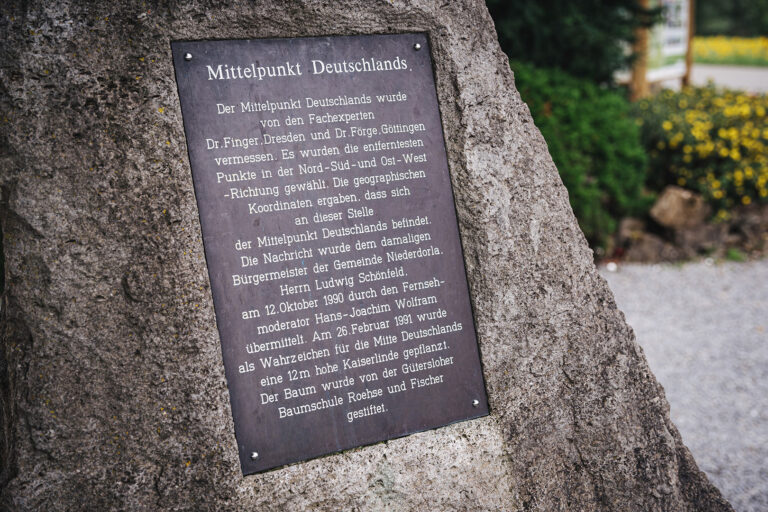 Mittelpunkt Deutschlands.
Der Mittelpunkt Deutschlands wurde
von den Fachexperten
Dr.Finger,Dresden und Dr.Förge,Göttingen
vermessen. Es wurden die entferntesten
Punkte in der Nord-Süd-und Ost-West
-Richtung gewählt. Die geographischen
Koordinaten ergaben, dass sich
an dieser Stelle
der Mittelpunkt Deutschlands befindet.
Die Nachricht wurde dem damaligen
Bürgermeister der Gemeinde Niederdorla.
Herrn Ludwig Schönfeld.
am 12.Oktober 1990 durch den Fernseh-
moderator Hans-Joachim Wolfram
übermittelt. Am 26.Februar 1991 wurde
als Wahrzeichen für die Mitte Deutschlands
eine 12m hohe Kaiserlinde gepflanzt.
Der Baum wurde von der Gütersloher
Baumschule Roehse und Fischer
gestiftet.